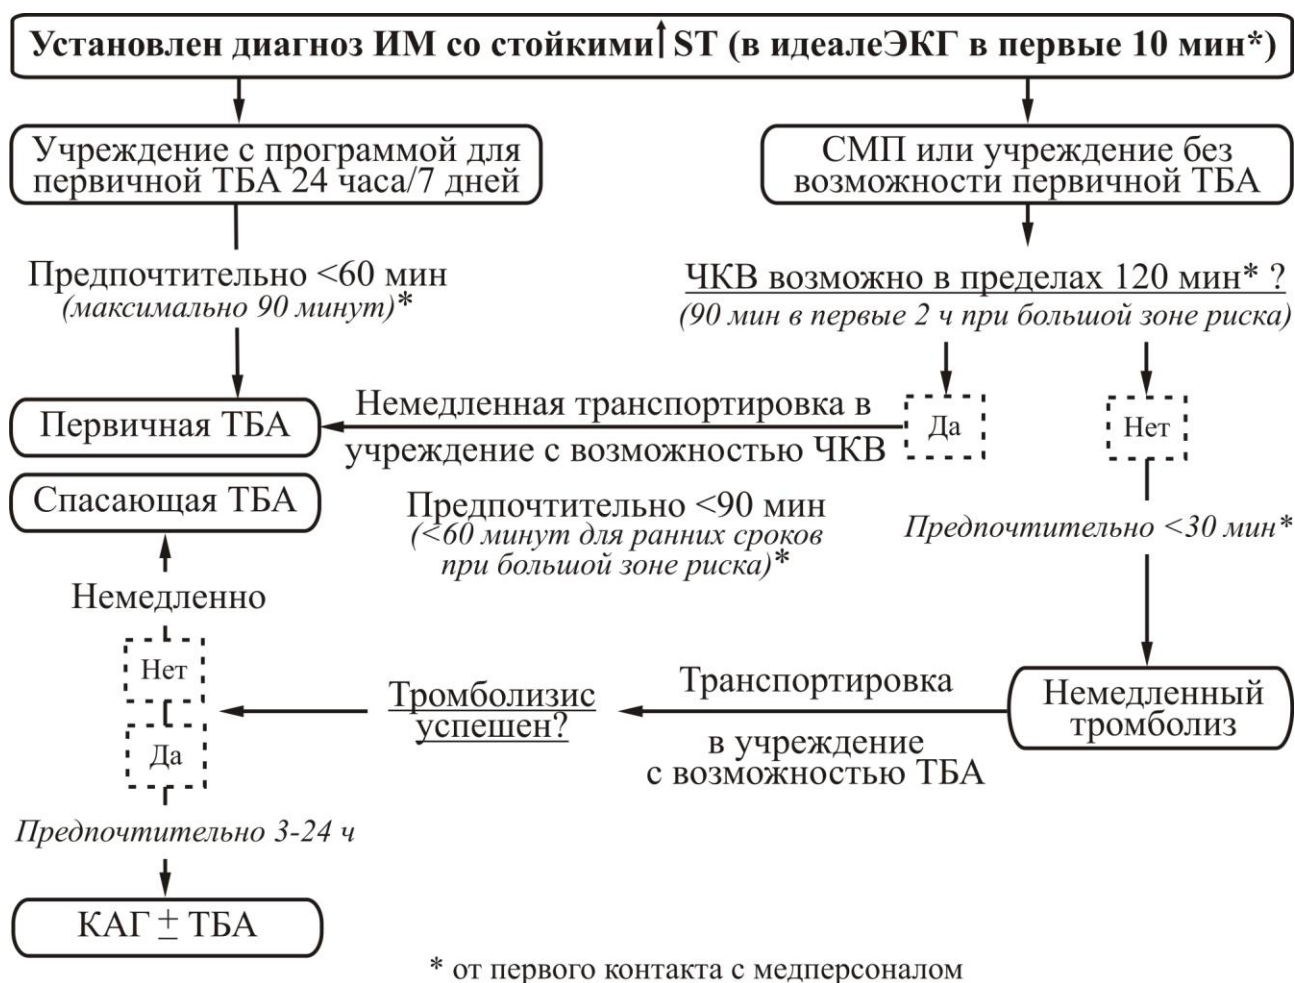 Установлен диагноз ИМ со стойкими↑ ST (в идеалеЭКГ в первые 10 мин*)
Учреждение с программой для
первичной ТБА 24 часа/7 дней
СМП или учреждение без
возможности первичной ТБА
Предпочтительно <60 мин
(максимально 90 минут)*
ЧКВ возможно в пределах 120 мин* ?
(90 мин в первые 2 ч при большой зоне риска)
Да
Нет
Немедленная транспортировка в
учреждение с возможностью ЧКВ
Первичная ТБА
Спасающая ТБА
Предпочтительно <90 мин
(<60 минут для ранних сроков
при большой зоне риска)*
Предпочтительно <30 мин*
Немедленно
Нет
Да
Тромболизис
успешен?
Транспортировка
в учреждение
с возможностью ТБА
Немедленный
тромболиз
Предпочтительно 3-24 ч
КАГ ± ТБА
* от первого контакта с медперсоналом